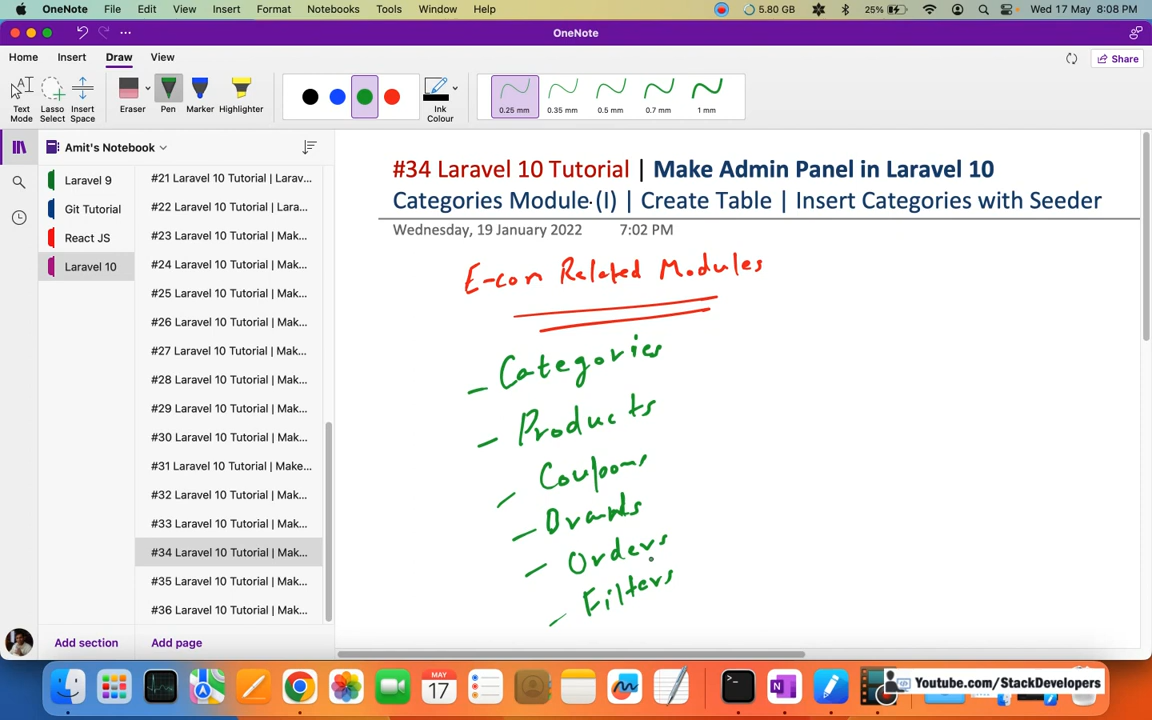 OneNote File Edit View Insert Format Notebooks Tools Window Help 5.80 GB 25% Wed 17 May 8:08 PM
OneNote
Home Insert Draw View Share
Text Mode Lasso Select Insert Space Eraser Pen Marker Highlighter Ink Colour 0.25 mm 0.35 mm 0.5 mm 0.7 mm 1 mm
Amit's Notebook
Laravel 9
Git Tutorial
React JS
Laravel 10
#21 Laravel 10 Tutorial | Larav...
#22 Laravel 10 Tutorial | Lara...
#23 Laravel 10 Tutorial | Mak...
#24 Laravel 10 Tutorial | Mak...
#25 Laravel 10 Tutorial | Mak...
#26 Laravel 10 Tutorial | Mak...
#27 Laravel 10 Tutorial | Mak...
#28 Laravel 10 Tutorial | Mak...
#29 Laravel 10 Tutorial | Mak...
#30 Laravel 10 Tutorial | Mak...
#31 Laravel 10 Tutorial | Make...
#32 Laravel 10 Tutorial | Mak...
#33 Laravel 10 Tutorial | Mak...
#34 Laravel 10 Tutorial | Mak...
#35 Laravel 10 Tutorial | Mak...
#36 Laravel 10 Tutorial | Mak...
Add section Add page
#34 Laravel 10 Tutorial | Make Admin Panel in Laravel 10
Categories Module (I) | Create Table | Insert Categories with Seeder
Wednesday, 19 January 2022 7:02 PM
E-com Related Modules
- Categories
- Products
- Coupons
- Brands
- Orders
- Filters
MAY
17
Youtube.com/StackDevelopers